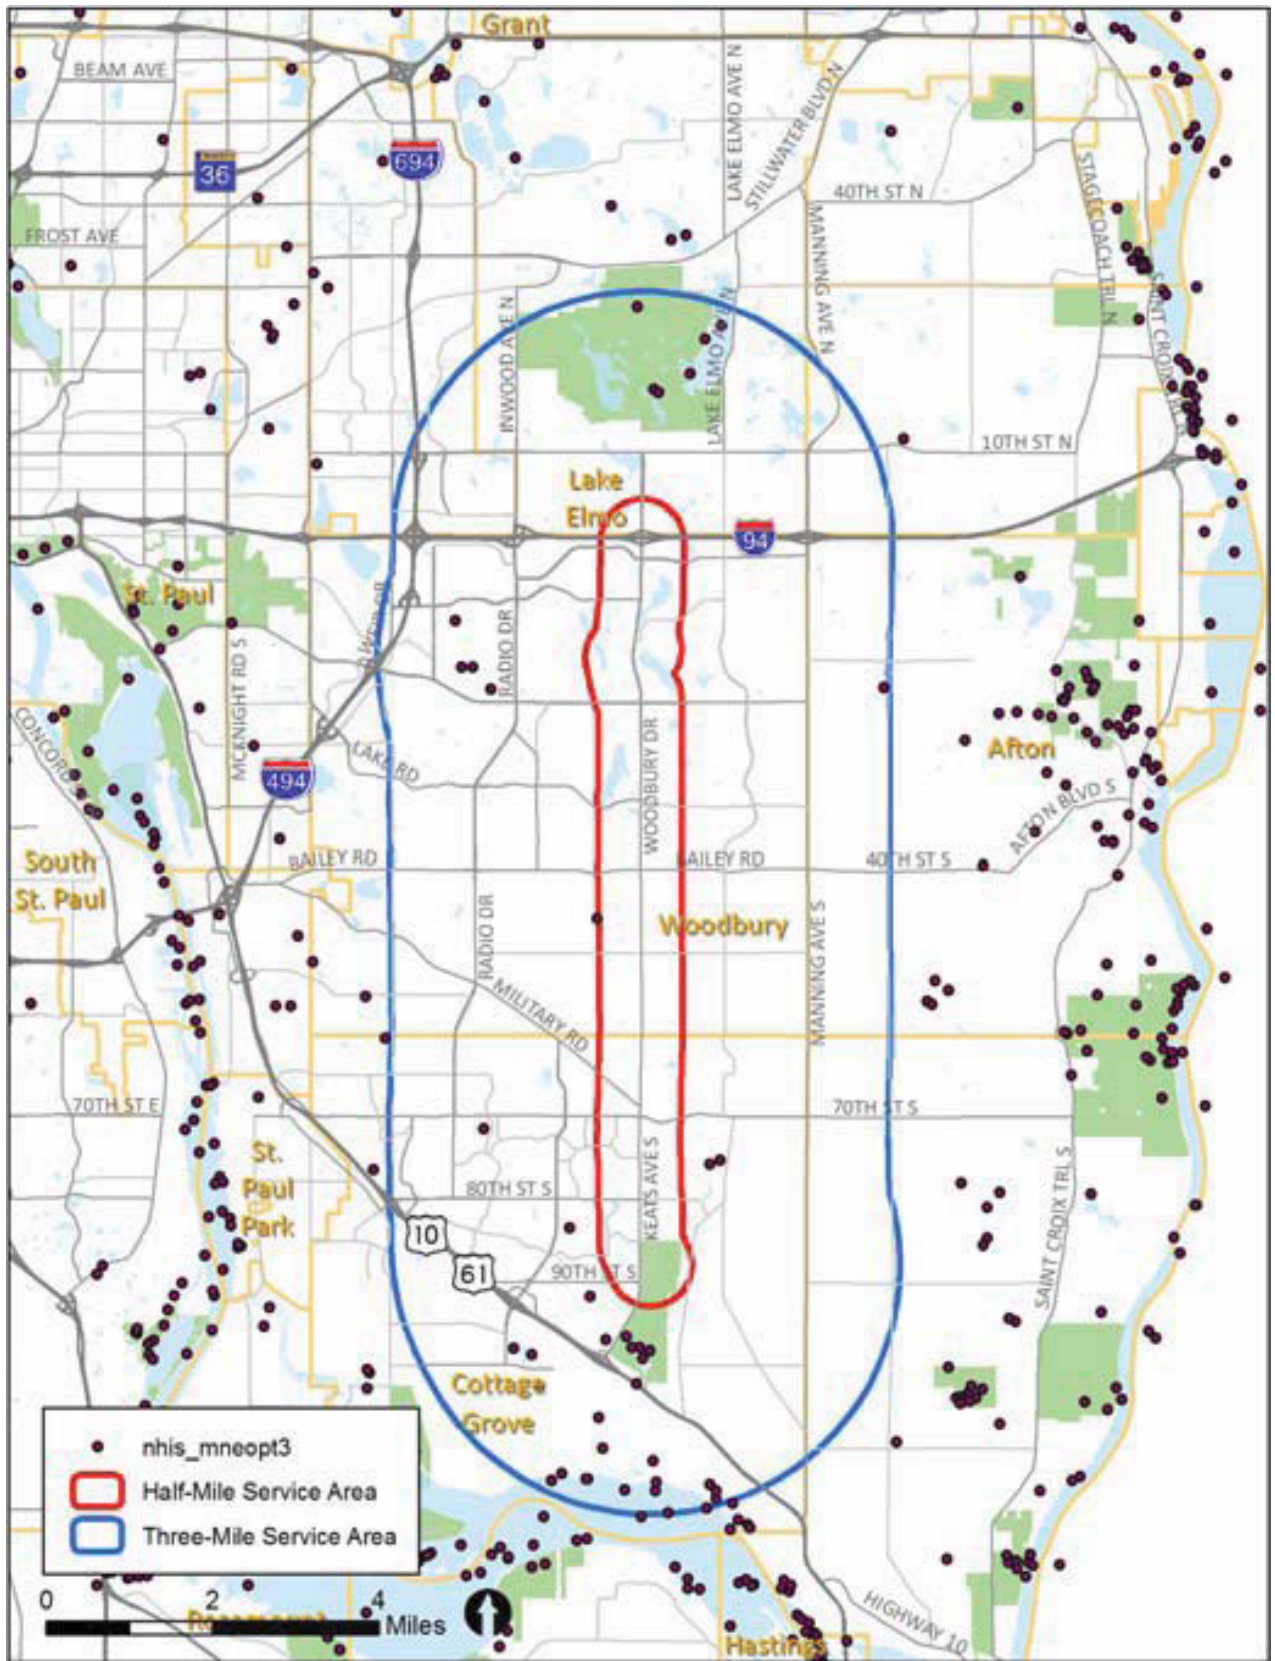 Grant
BEAM AVE
36
694
LAKE ELMO AVE N
STILLWATER BLVD N
40TH ST N
FROST AVE
MANNING AVE N
STAGECOACH TRL N
INWOOD AVE N
LAKE ELMO AVE N
10TH ST N
Lake
Elmo
94
St. Paul
RADIO DR
MCKNIGHT RD S
CONCORD
LAKE RD
WOODBURY DR
494
Afton
AFTON BLVD S
South
St. Paul
BAILEY RD
BAILEY RD
40TH ST S
Woodbury
RADIO DR
MILITARY RD
MANNING AVE S
70TH ST E
70TH ST S
St.
Paul
Park
80TH ST S
KEATS AVE S
SAINT CROIX TRL S
10
61
90TH ST S
Cottage
Grove
nhis_mneopt3
Half-Mile Service Area
Three-Mile Service Area
0 2 4
Miles
Rosemount
Hastings
HIGHWAY 10